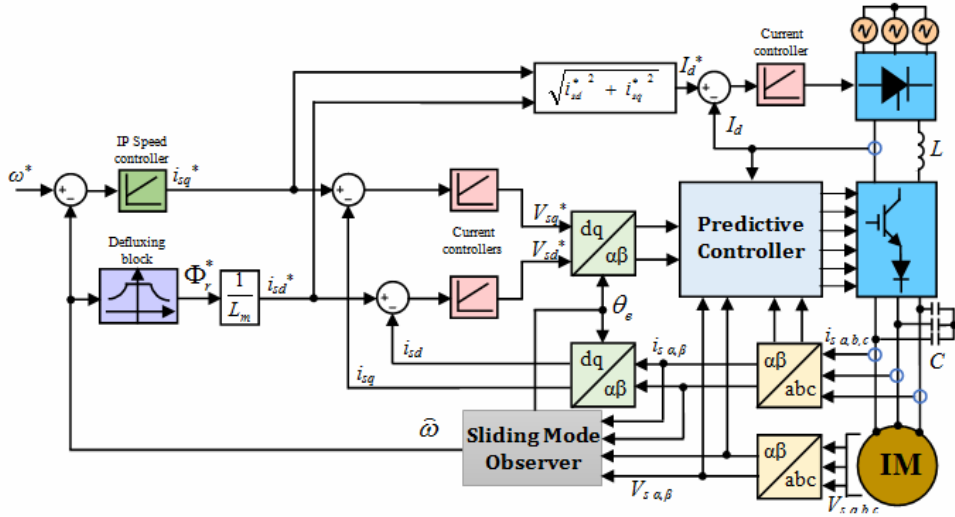 Current
controller
√(i_sd*² + i_sq*²)
I_d*
+
-
I_d
L
IP Speed
controller
ω*
+
-
i_sq*
+
-
V_sq*
dq
αβ
Predictive
Controller
Current
controllers
V_sd*
Defluxing
block
Φ_r*
1
L_m
i_sd*
+
-
θ_e
i_sd
dq
αβ
i_s α,β
αβ
abc
i_s a,b,c
C
i_sq
ω̂
Sliding Mode
Observer
V_s α,β
αβ
abc
IM
V_s a,b,c